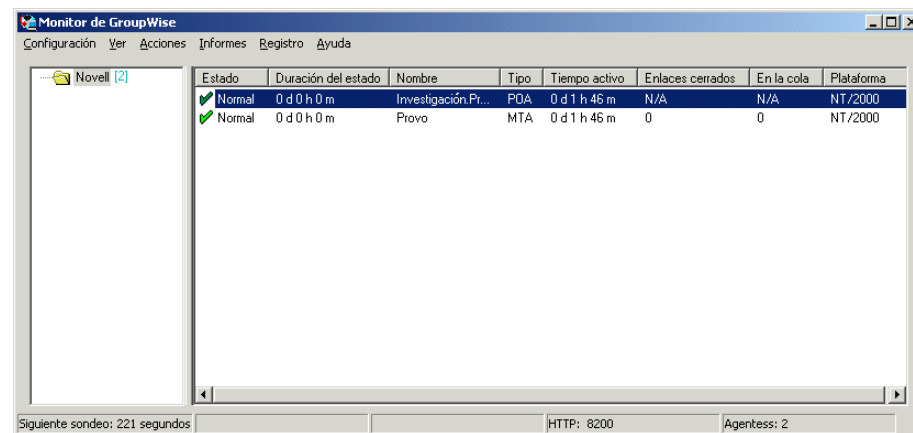 Monitor de GroupWise
Configuración Ver Acciones Informes Registro Ayuda
Novell [2]
Estado Duración del estado Nombre Tipo Tiempo activo Enlaces cerrados En la cola Plataforma
Normal 0 d 0 h 0 m Investigación.Pr... POA 0 d 1 h 46 m N/A N/A NT/2000
Normal 0 d 0 h 0 m Provo MTA 0 d 1 h 46 m 0 0 NT/2000
Siguiente sondeo: 221 segundos HTTP: 8200 Agentess: 2